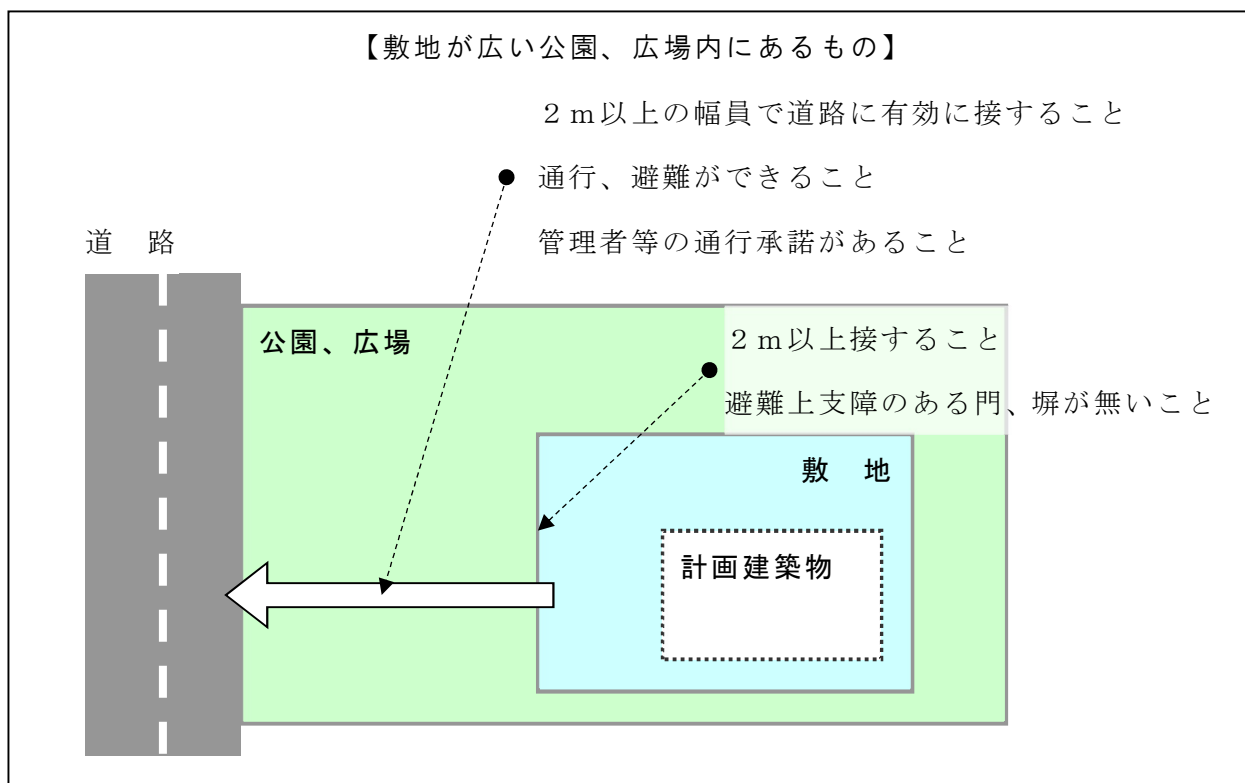 【敷地が広い公園、広場内にあるもの】
２ｍ以上の幅員で道路に有効に接すること
通行、避難ができること
管理者等の通行承諾があること
道　路
公園、広場
２ｍ以上接すること
避難上支障のある門、塀が無いこと
敷　地
計画建築物